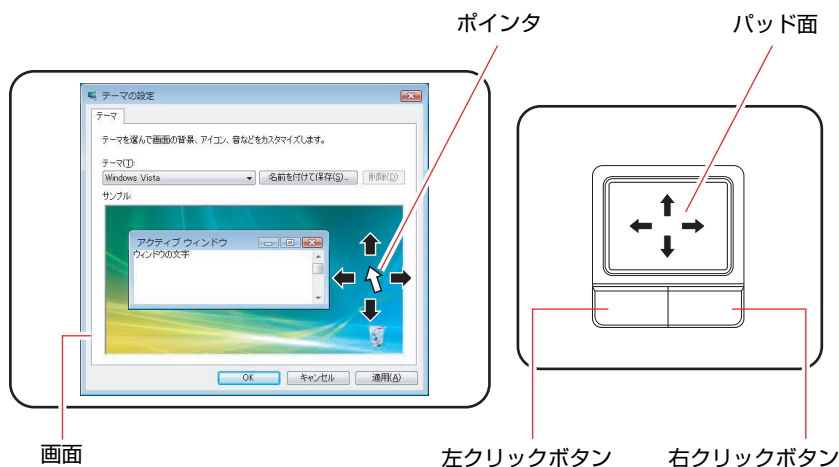 ポインタ
パッド面
テーマの設定
テーマ
テーマを選んで画面の背景、アイコン、音などをカスタマイズします。
テーマ(T):
Windows Vista
名前を付けて保存(S)...
削除(D)
サンプル:
アクティブ ウィンドウ
ウィンドウの文字
OK
キャンセル
適用(A)
画面
左クリックボタン
右クリックボタン